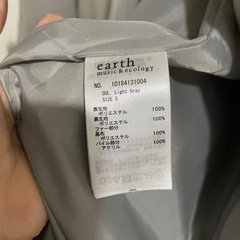 earth
music&ecology
NO. 10184131004
COL. Light Gray
SIZE S
表生地
ポリエステル 100%
裏生地
ポリエステル 100%
ファー部分
ポリエステル 100%
パイル部分
アクリル 100%